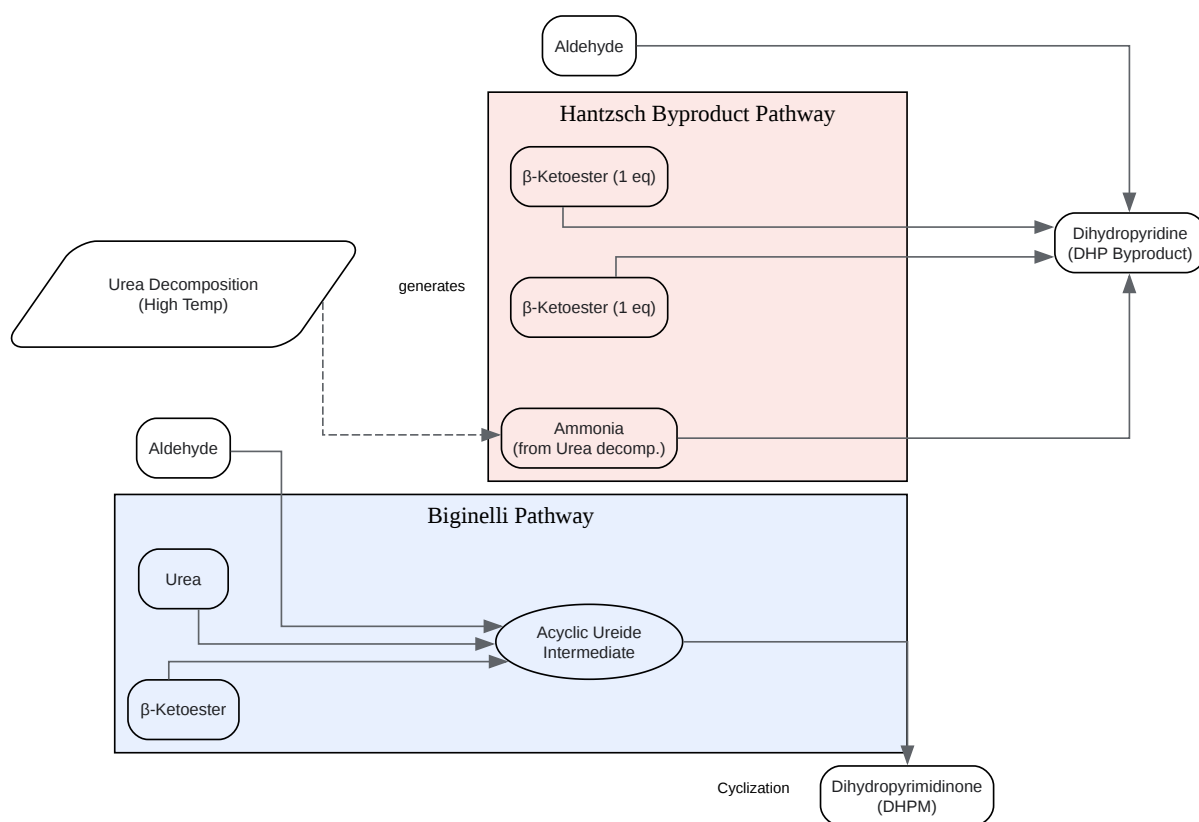 Aldehyde
Hantzsch Byproduct Pathway
β-Ketoester (1 eq)
Dihydropyridine
(DHP Byproduct)
Urea Decomposition
(High Temp)
generates
β-Ketoester (1 eq)
Ammonia
(from Urea decomp.)
Aldehyde
Biginelli Pathway
Urea
Acyclic Ureide
Intermediate
β-Ketoester
Cyclization
Dihydropyrimidinone
(DHPM)